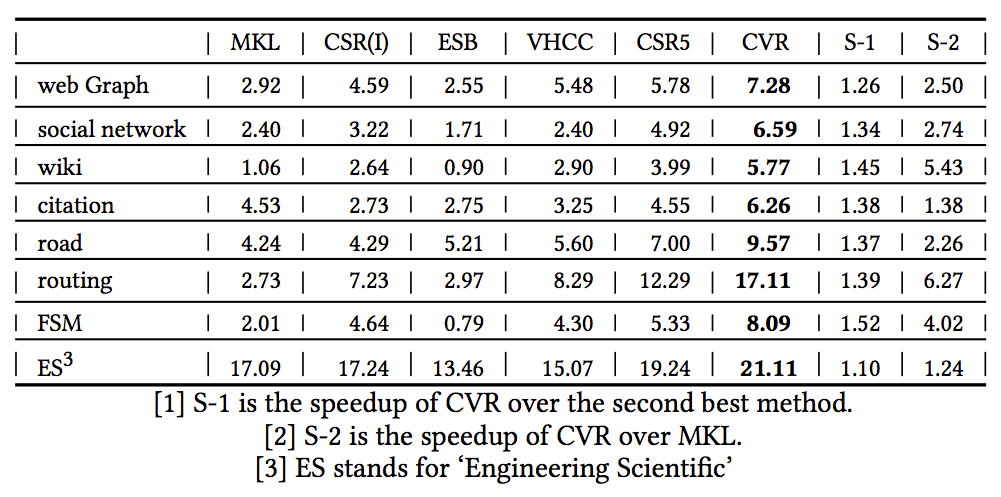 | | MKL | CSR(I) | ESB | VHCC | CSR5 | CVR | S-1 | S-2 |
| web Graph | 2.92 | 4.59 | 2.55 | 5.48 | 5.78 | 7.28 | 1.26 | 2.50 |
| social network | 2.40 | 3.22 | 1.71 | 2.40 | 4.92 | 6.59 | 1.34 | 2.74 |
| wiki | 1.06 | 2.64 | 0.90 | 2.90 | 3.99 | 5.77 | 1.45 | 5.43 |
| citation | 4.53 | 2.73 | 2.75 | 3.25 | 4.55 | 6.26 | 1.38 | 1.38 |
| road | 4.24 | 4.29 | 5.21 | 5.60 | 7.00 | 9.57 | 1.37 | 2.26 |
| routing | 2.73 | 7.23 | 2.97 | 8.29 | 12.29 | 17.11 | 1.39 | 6.27 |
| FSM | 2.01 | 4.64 | 0.79 | 4.30 | 5.33 | 8.09 | 1.52 | 4.02 |
| ES³ | 17.09 | 17.24 | 13.46 | 15.07 | 19.24 | 21.11 | 1.10 | 1.24 |
[1] S-1 is the speedup of CVR over the second best method.
[2] S-2 is the speedup of CVR over MKL.
[3] ES stands for ‘Engineering Scientific’